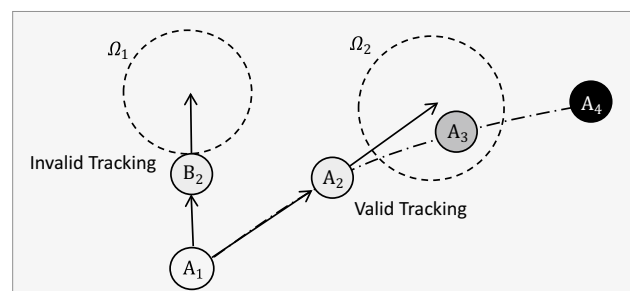 Ω₁
Ω₂
A₄
A₃
Invalid Tracking
B₂
A₂
Valid Tracking
A₁